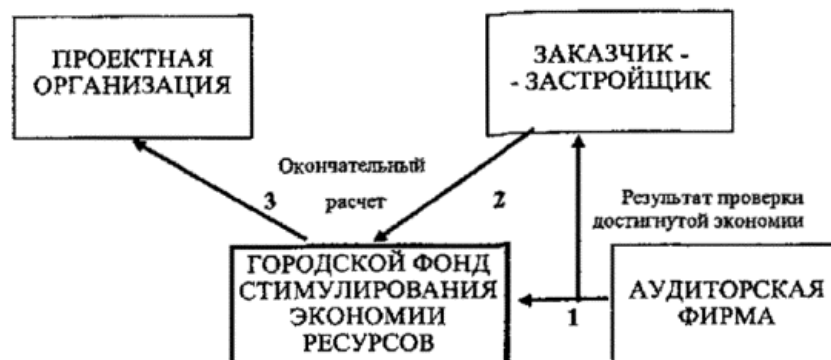 ПРОЕКТНАЯ
ОРГАНИЗАЦИЯ
ЗАКАЗЧИК -
- ЗАСТРОЙЩИК
Окончательный
3
расчет
2
Результат проверки
достигнутой экономии
ГОРОДСКОЙ ФОНД
СТИМУЛИРОВАНИЯ
ЭКОНОМИИ
РЕСУРСОВ
1
АУДИТОРСКАЯ
ФИРМА